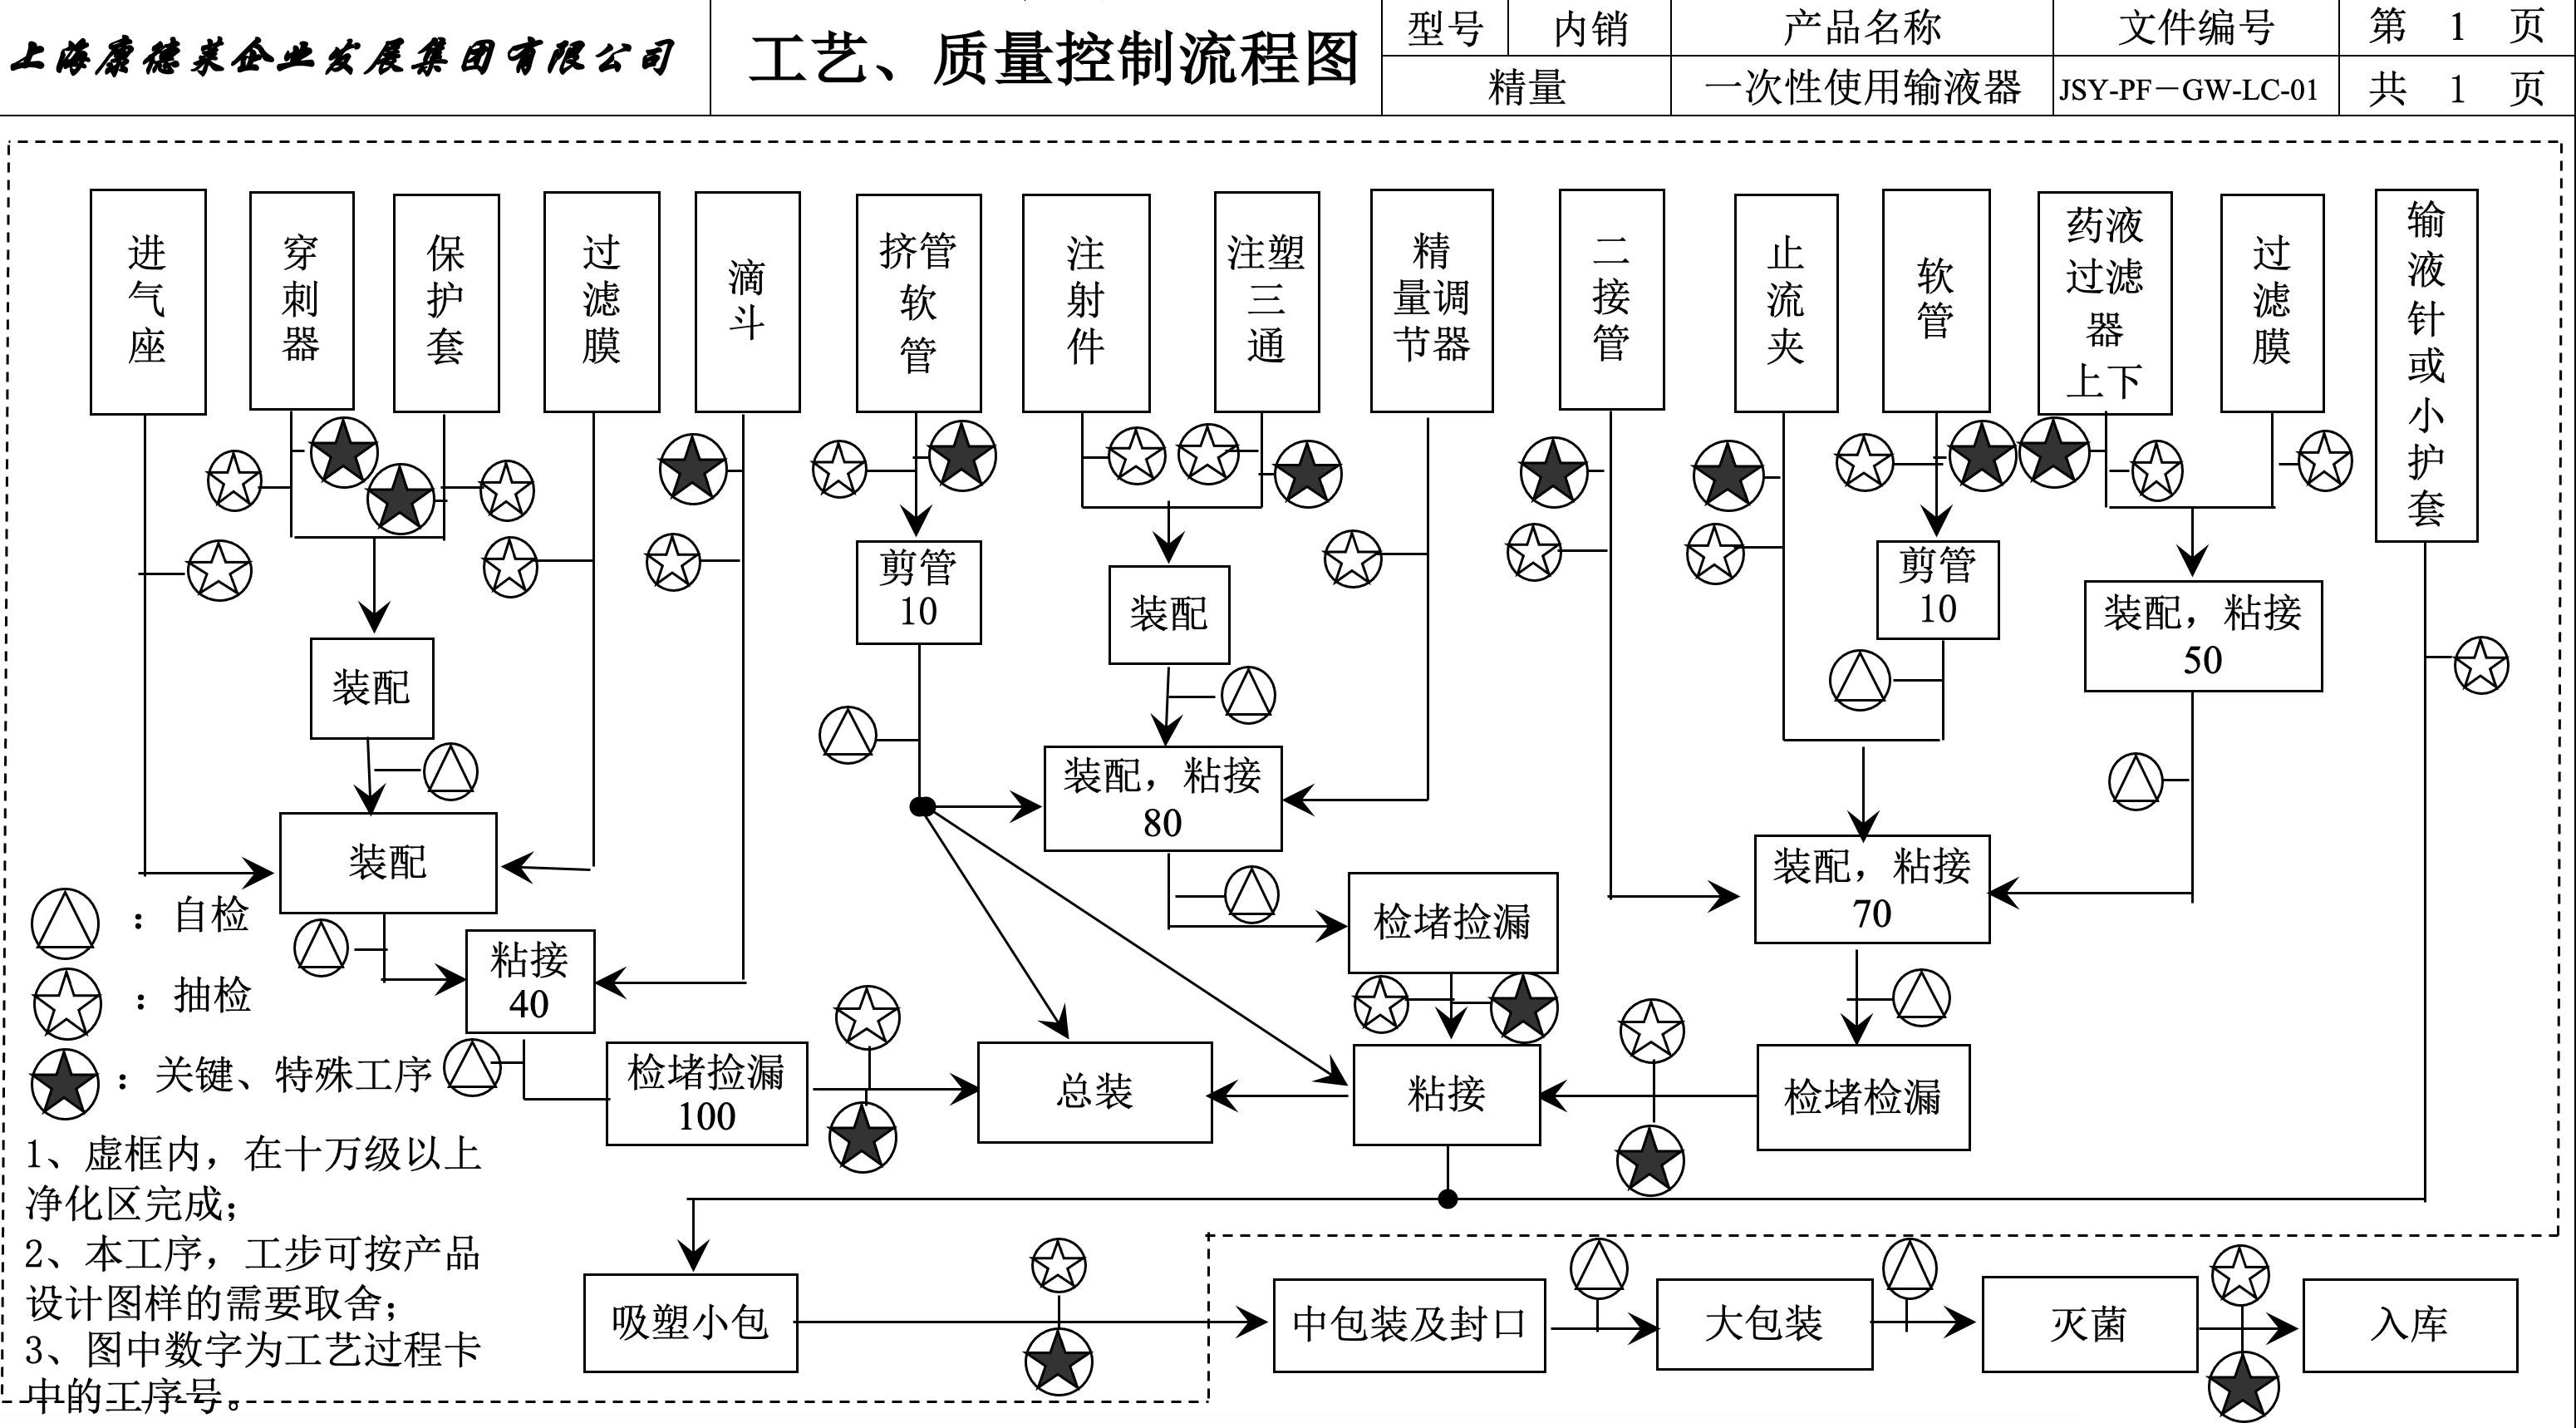 上海康德莱企业发展集团有限公司
工艺、质量控制流程图
型号
内销
产品名称
文件编号
第 1 页
精量
一次性使用输液器
JSY-PF－GW-LC-01
共 1 页
进
气
座
穿
刺
器
保
护
套
过
滤
膜
滴
斗
挤管
软
管
注
射
件
注塑
三
通
精
量调
节器
二
接
管
止
流
夹
软
管
药液
过滤
器
上下
过
滤
膜
输
液
针
或
小
护
套
剪管
10
装配
剪管
10
装配，粘接
50
装配
装配，粘接
80
装配
装配，粘接
70
检堵捡漏
粘接
40
：自检
：抽检
：关键、特殊工序
检堵捡漏
100
总装
粘接
检堵检漏
1、虚框内，在十万级以上
净化区完成；
2、本工序，工步可按产品
设计图样的需要取舍；
3、图中数字为工艺过程卡
中的工序号。
吸塑小包
中包装及封口
大包装
灭菌
入库